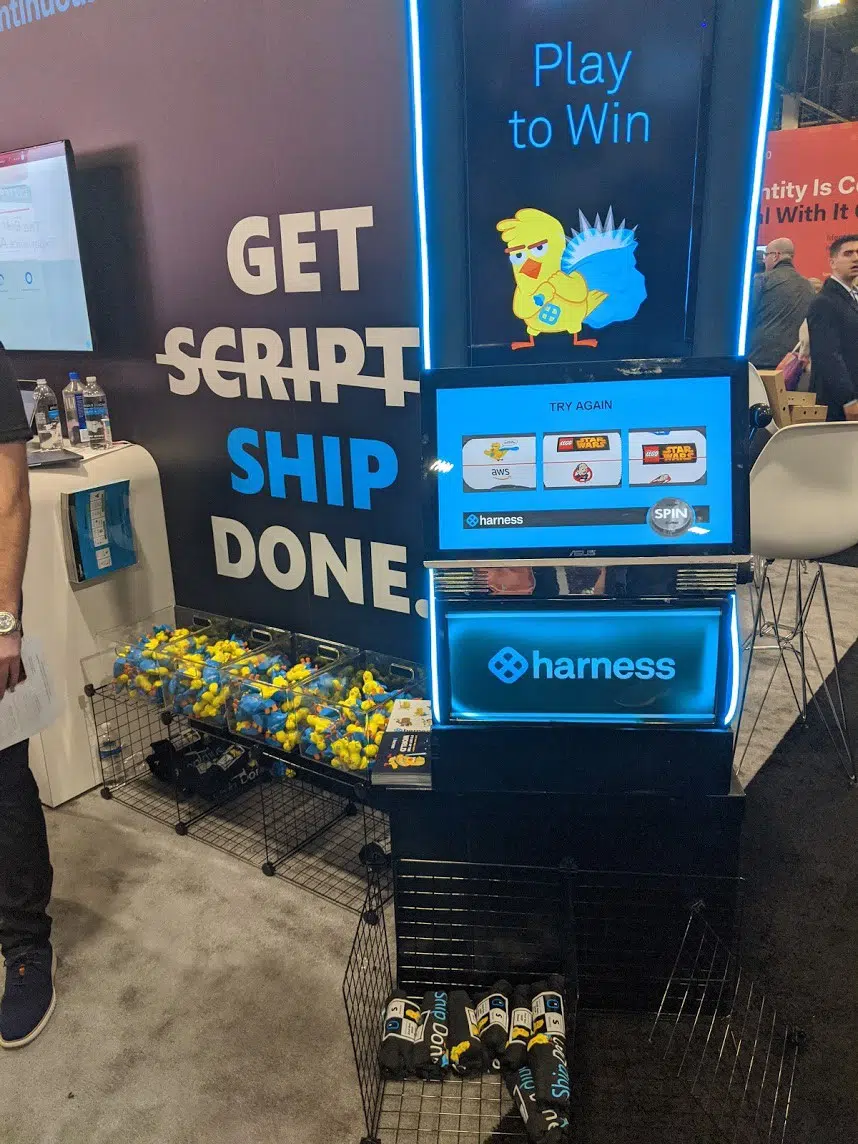 Play
to Win
GET
SCRIPT
SHIP
DONE.
TRY AGAIN
aws
LEGO STAR WARS
LEGO STAR WARS
harness
SPIN
ASUS
harness
ntity Is C
l With It
S
Ship Done
S
Ship